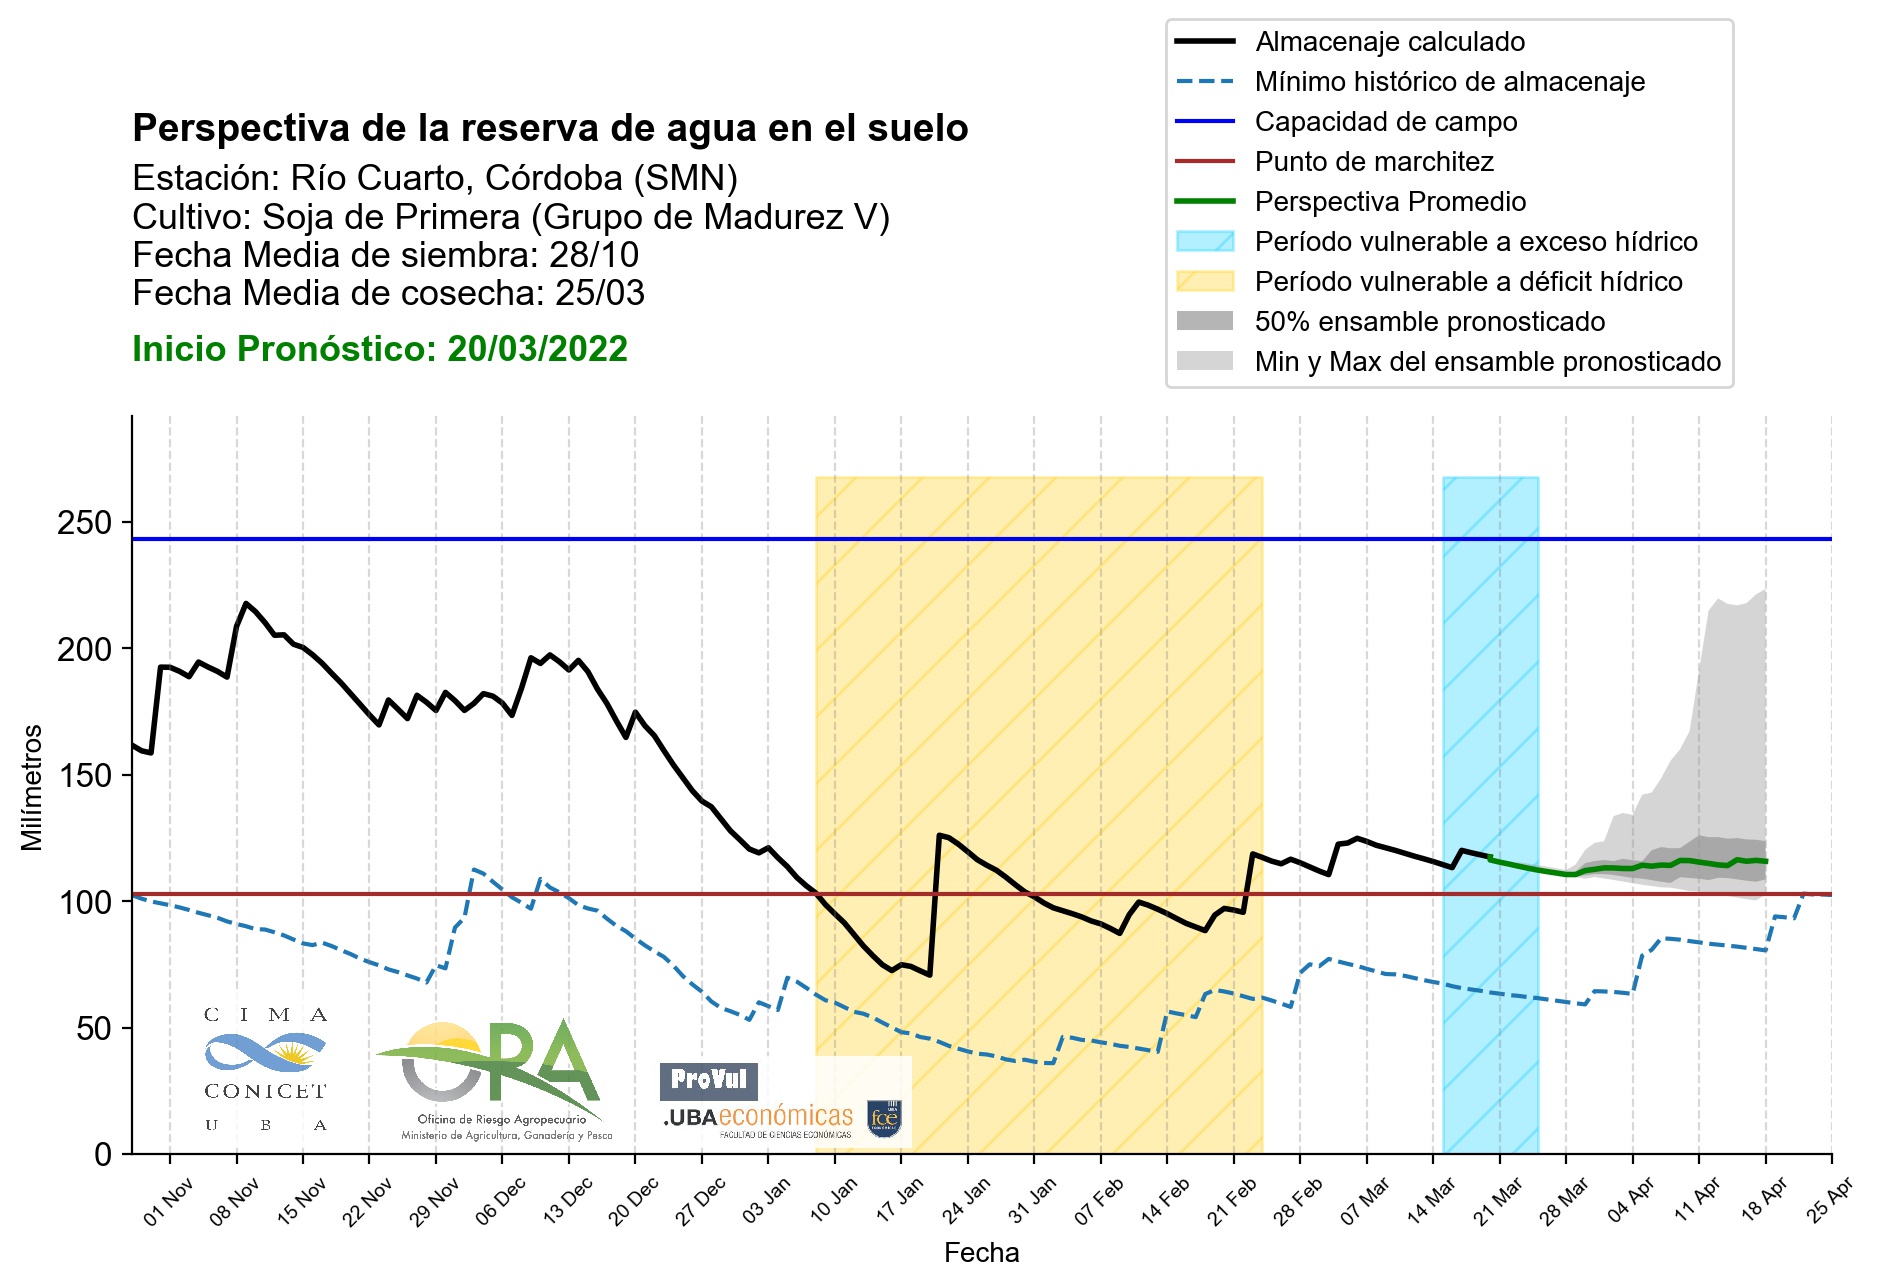 Almacenaje calculado
Mínimo histórico de almacenaje
Capacidad de campo
Punto de marchitez
Perspectiva Promedio
Período vulnerable a exceso hídrico
Período vulnerable a déficit hídrico
50% ensamble pronosticado
Min y Max del ensamble pronosticado
Perspectiva de la reserva de agua en el suelo
Estación: Río Cuarto, Córdoba (SMN)
Cultivo: Soja de Primera (Grupo de Madurez V)
Fecha Media de siembra: 28/10
Fecha Media de cosecha: 25/03
Inicio Pronóstico: 20/03/2022
Milímetros
250
200
150
100
50
0
CIMA
CONICET
UBA
ORA
Oficina de Riesgo Agropecuario
Ministerio de Agricultura, Ganadería y Pesca
ProVul
.UBAeconómicas
FACULTAD DE CIENCIAS ECONÓMICAS
fce
01 Nov
08 Nov
15 Nov
22 Nov
29 Nov
06 Dec
13 Dec
20 Dec
27 Dec
03 Jan
10 Jan
17 Jan
24 Jan
31 Jan
07 Feb
14 Feb
21 Feb
28 Feb
07 Mar
14 Mar
21 Mar
28 Mar
04 Apr
11 Apr
18 Apr
25 Apr
Fecha